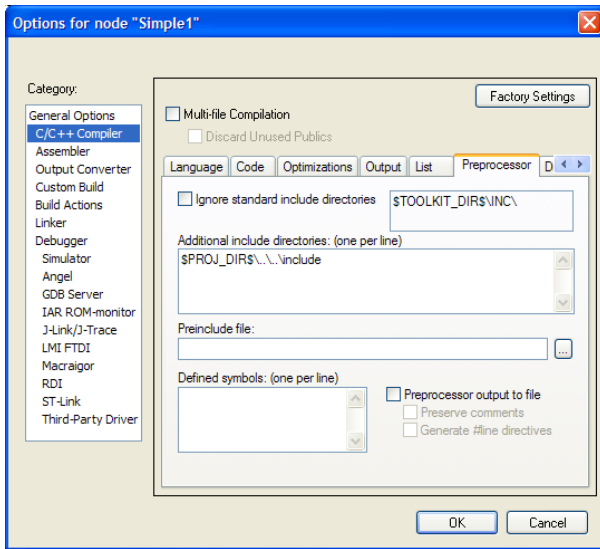 Options for node "Simple1"
Category:
General Options
C/C++ Compiler
Assembler
Output Converter
Custom Build
Build Actions
Linker
Debugger
Simulator
Angel
GDB Server
IAR ROM-monitor
J-Link/J-Trace
LMI FTDI
Macraigor
RDI
ST-Link
Third-Party Driver
Factory Settings
Multi-file Compilation
Discard Unused Publics
Language Code Optimizations Output List Preprocessor D
Ignore standard include directories $TOOLKIT_DIR$\INC\
Additional include directories: (one per line)
$PROJ_DIR$\..\..\include
Preinclude file:
...
Defined symbols: (one per line)
Preprocessor output to file
Preserve comments
Generate #line directives
OK Cancel